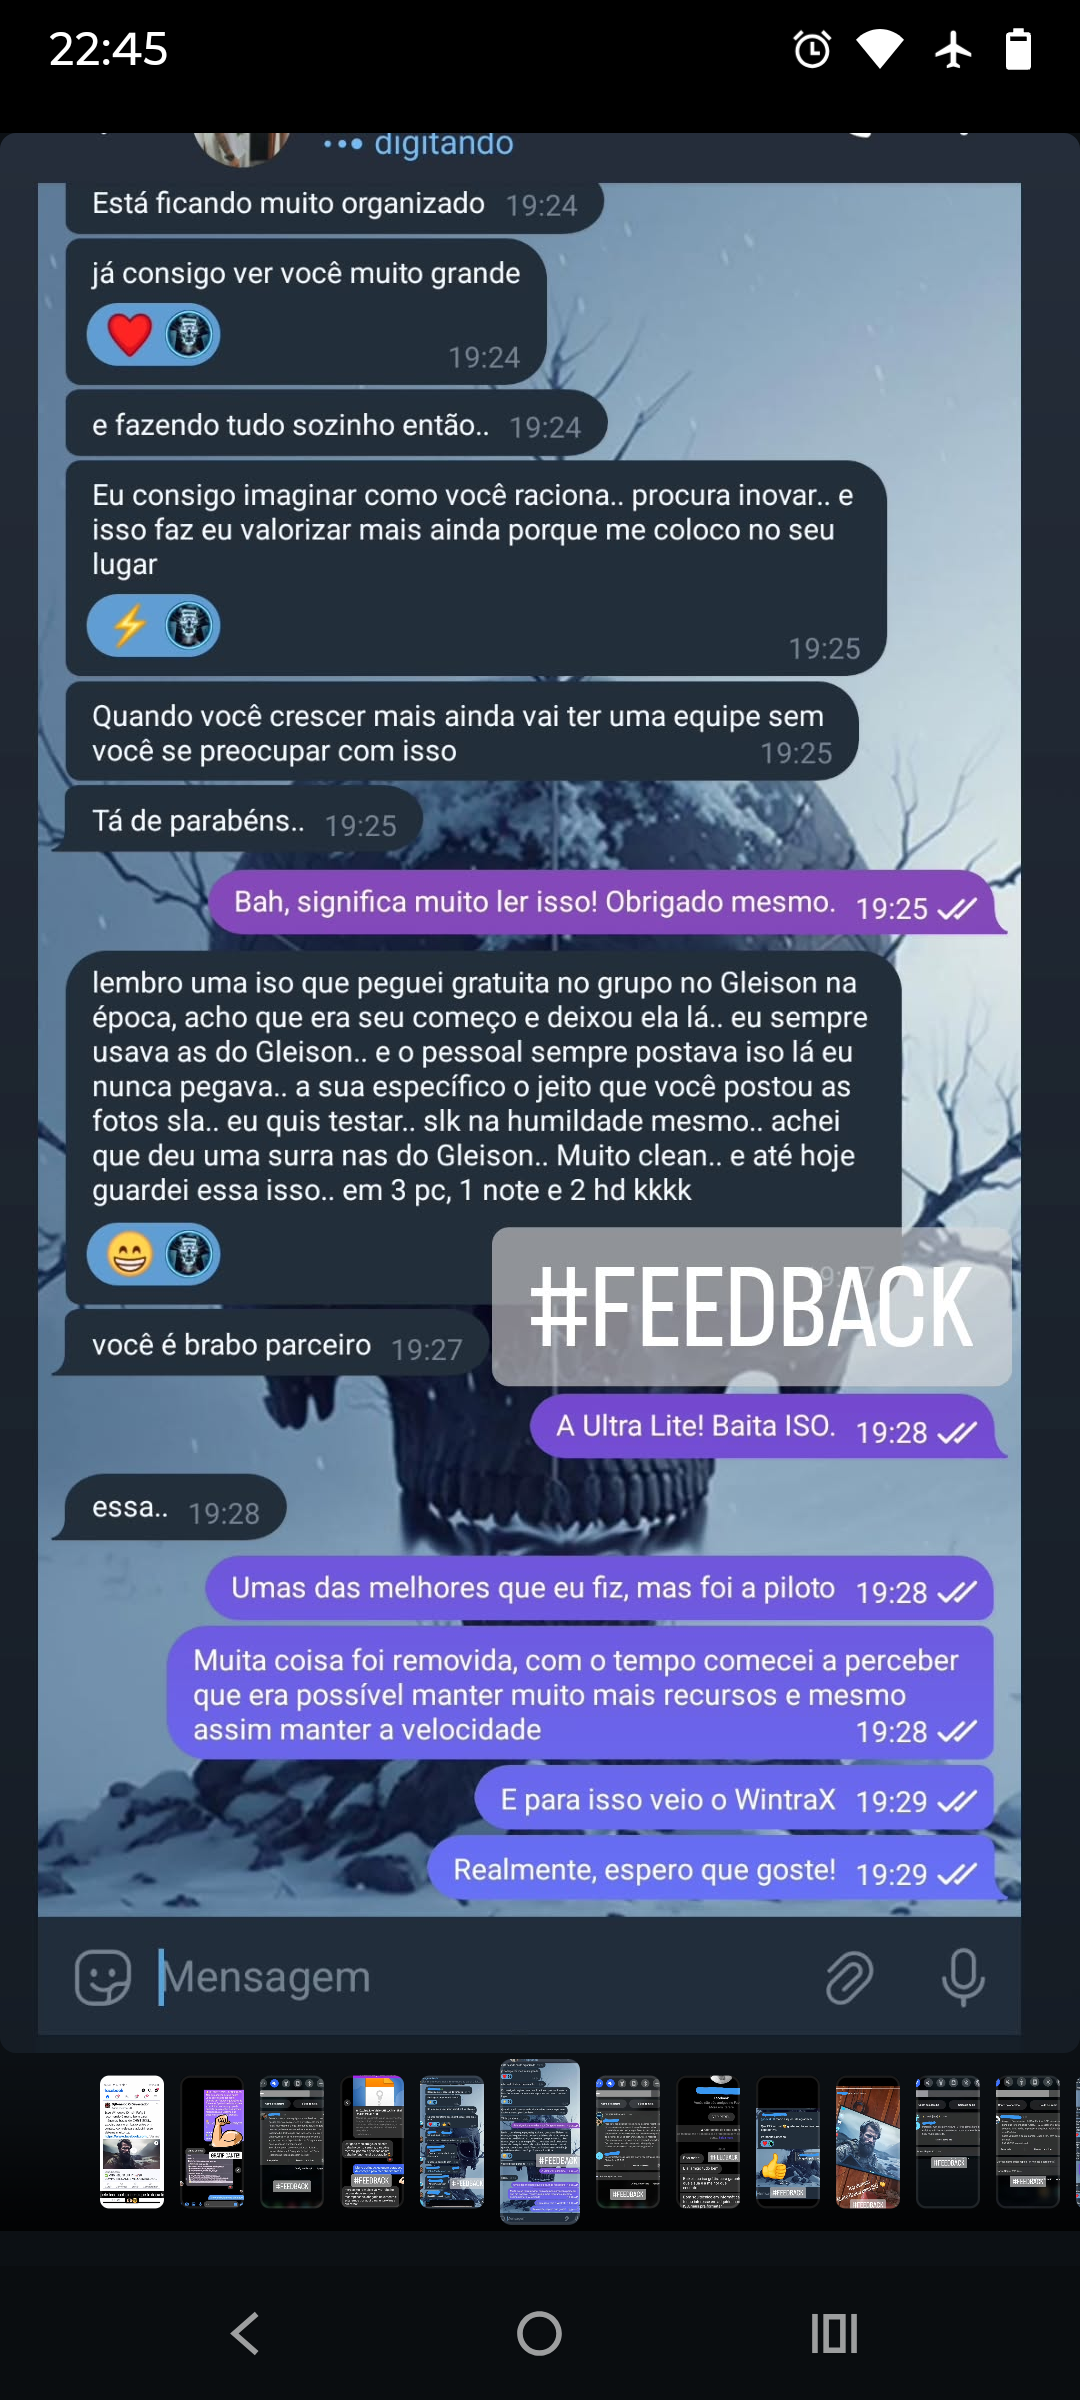 22:45
digitando
Está ficando muito organizado 19:24
já consigo ver você muito grande
19:24
e fazendo tudo sozinho então.. 19:24
Eu consigo imaginar como você raciona.. procura inovar.. e
isso faz eu valorizar mais ainda porque me coloco no seu
lugar
19:25
Quando você crescer mais ainda vai ter uma equipe sem
você se preocupar com isso 19:25
Tá de parabéns.. 19:25
Bah, significa muito ler isso! Obrigado mesmo. 19:25
lembro uma iso que peguei gratuita no grupo no Gleison na
época, acho que era seu começo e deixou ela lá.. eu sempre
usava as do Gleison.. e o pessoal sempre postava iso lá eu
nunca pegava.. a sua específico o jeito que você postou as
fotos sla.. eu quis testar.. slk na humildade mesmo.. achei
que deu uma surra nas do Gleison.. Muito clean.. e até hoje
guardei essa isso.. em 3 pc, 1 note e 2 hd kkkk
#FEEDBACK
você é brabo parceiro 19:27
A Ultra Lite! Baita ISO. 19:28
essa.. 19:28
Umas das melhores que eu fiz, mas foi a piloto 19:28
Muita coisa foi removida, com o tempo comecei a perceber
que era possível manter muito mais recursos e mesmo
assim manter a velocidade 19:28
E para isso veio o WintraX 19:29
Realmente, espero que goste! 19:29
Mensagem
#FEEDBACK
#FEEDBACK
#FEEDBACK
#FEEDBACK
#FEEDBACK
#FEEDBACK
#FEEDBACK
#FEEDBACK
#FEEDBACK
#FEEDBACK